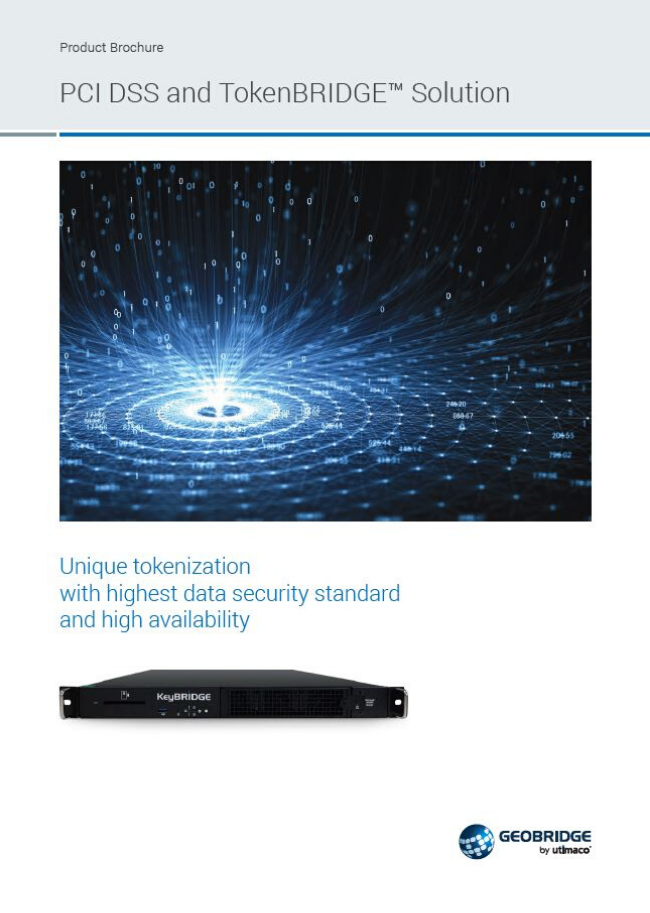 Product Brochure
PCI DSS and TokenBRIDGE™ Solution
Unique tokenization
with highest data security standard
and high availability
KeyBRIDGE
GEOBRIDGE
by utimaco®